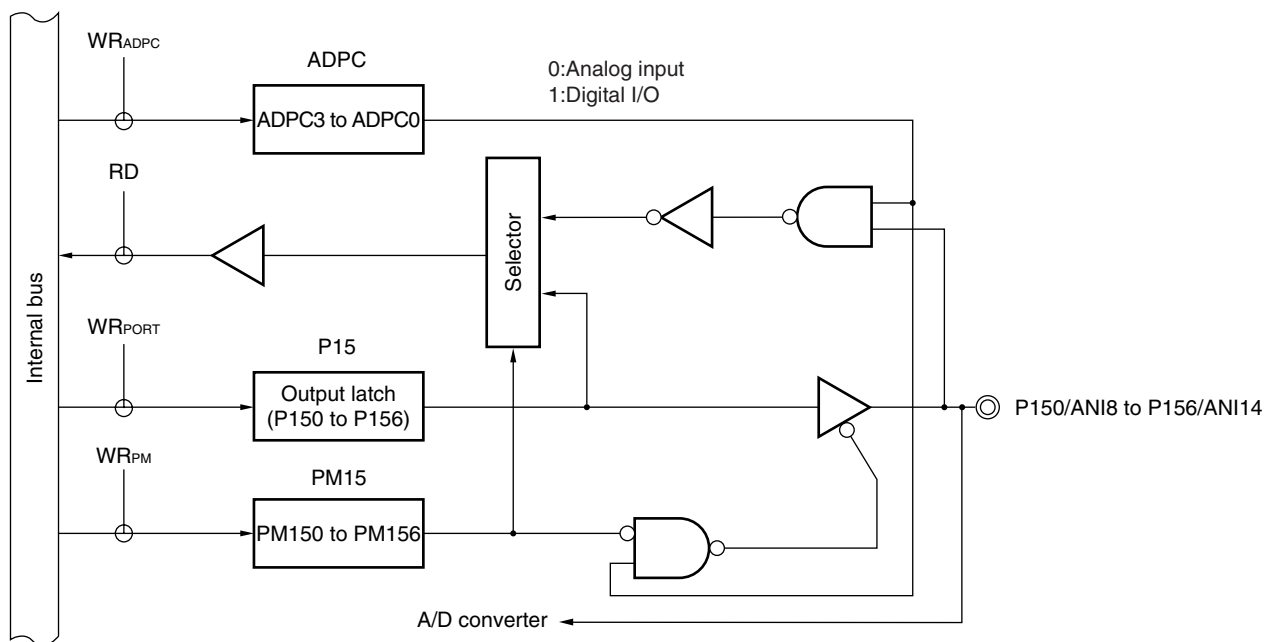 WRADPC
ADPC
0:Analog input
1:Digital I/O
ADPC3 to ADPC0
RD
Selector
Internal bus
WRPORT
P15
Output latch
(P150 to P156)
P150/ANI8 to P156/ANI14
WRPM
PM15
PM150 to PM156
A/D converter